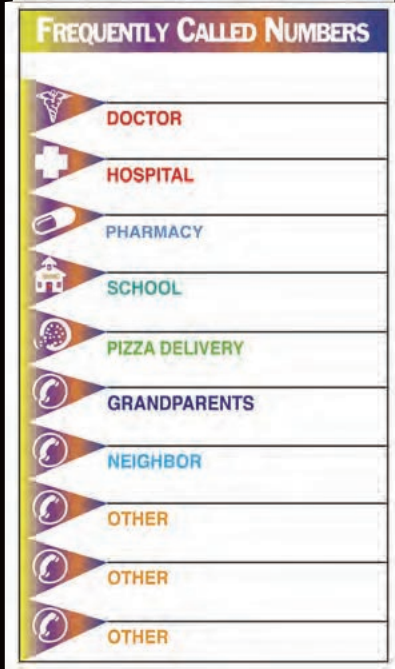 FREQUENTLY CALLED NUMBERS
DOCTOR
HOSPITAL
PHARMACY
SCHOOL
PIZZA DELIVERY
GRANDPARENTS
NEIGHBOR
OTHER
OTHER
OTHER